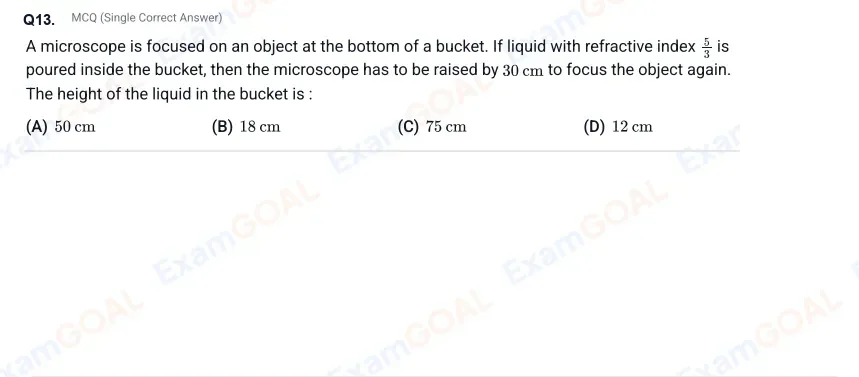 Q13. MCQ (Single Correct Answer)
A microscope is focused on an object at the bottom of a bucket. If liquid with refractive index 5/3 is
poured inside the bucket, then the microscope has to be raised by 30 cm to focus the object again.
The height of the liquid in the bucket is :
(A) 50 cm (B) 18 cm (C) 75 cm (D) 12 cm
ExamGOAL
ExamGOAL
ExamGOAL
ExamGOAL